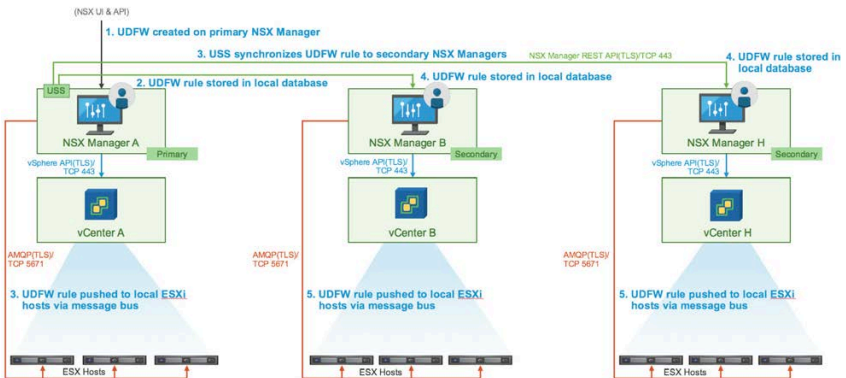 (NSX UI & API)
1. UDFW created on primary NSX Manager
3. USS synchronizes UDFW rule to secondary NSX Managers
NSX Manager REST API(TLS)/TCP 443
4. UDFW rule stored in
local database
USS
2. UDFW rule stored in local database
4. UDFW rule stored in local database
NSX Manager A
Primary
NSX Manager B
Secondary
NSX Manager H
Secondary
vSphere API(TLS)/
TCP 443
vSphere API(TLS)/
TCP 443
vSphere API(TLS)/
TCP 443
vCenter A
vCenter B
vCenter H
AMQP(TLS)/
TCP 5671
AMQP(TLS)/
TCP 5671
AMQP(TLS)/
TCP 5671
3. UDFW rule pushed to local ESXi
hosts via message bus
5. UDFW rule pushed to local ESXi
hosts via message bus
5. UDFW rule pushed to local ESXi
hosts via message bus
ESX Hosts
ESX Hosts
ESX Hosts